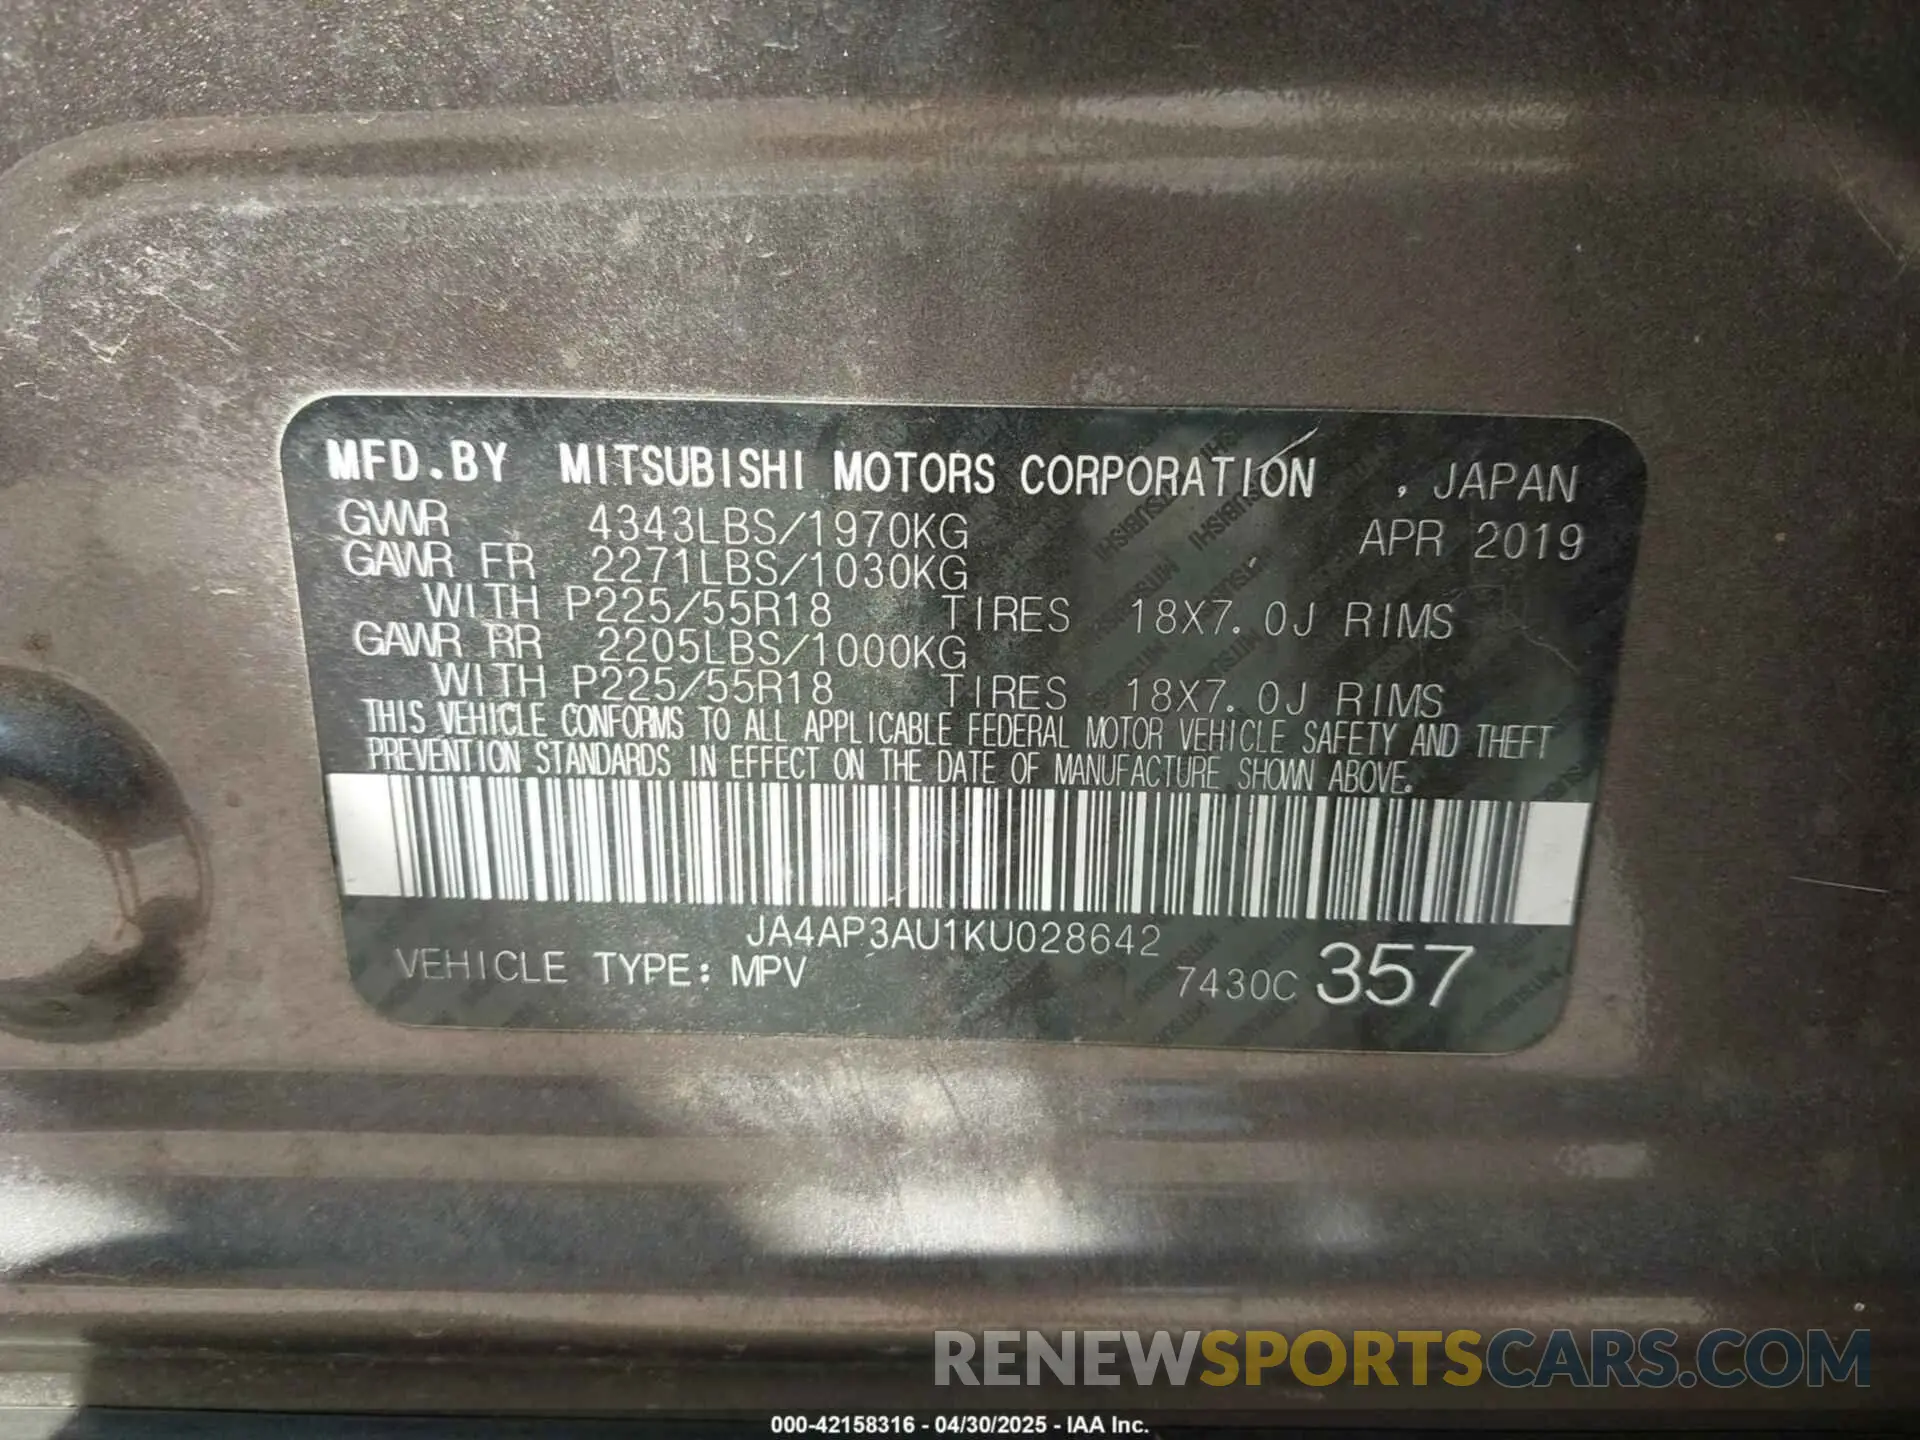 MFD.BY MITSUBISHI MOTORS CORPORATION , JAPAN
GVWR 4343LBS/1970KG APR 2019
GAWR FR 2271LBS/1030KG
WITH P225/55R18 TIRES 18X7.0J RIMS
GAWR RR 2205LBS/1000KG
WITH P225/55R18 TIRES 18X7.0J RIMS
THIS VEHICLE CONFORMS TO ALL APPLICABLE FEDERAL MOTOR VEHICLE SAFETY AND THEFT
PREVENTION STANDARDS IN EFFECT ON THE DATE OF MANUFACTURE SHOWN ABOVE.
JA4AP3AU1KU028642
VEHICLE TYPE: MPV 7430C 357
RENEWSPORTSCARS.COM
000-42158316 - 04/30/2025 - IAA Inc.